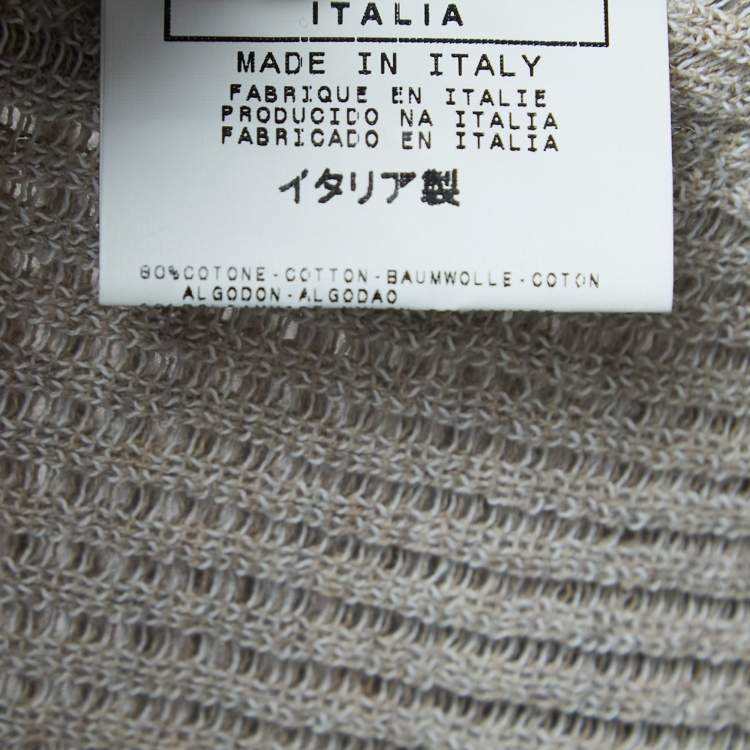 ITALIA
MADE IN ITALY
FABRIQUE EN ITALIE
PRODUCIDO NA ITALIA
FABRICADO EN ITALIA
イタリア製
80%COTONE-COTTON-BAUMWOLLE-COTON
ALGODON-ALGODAO